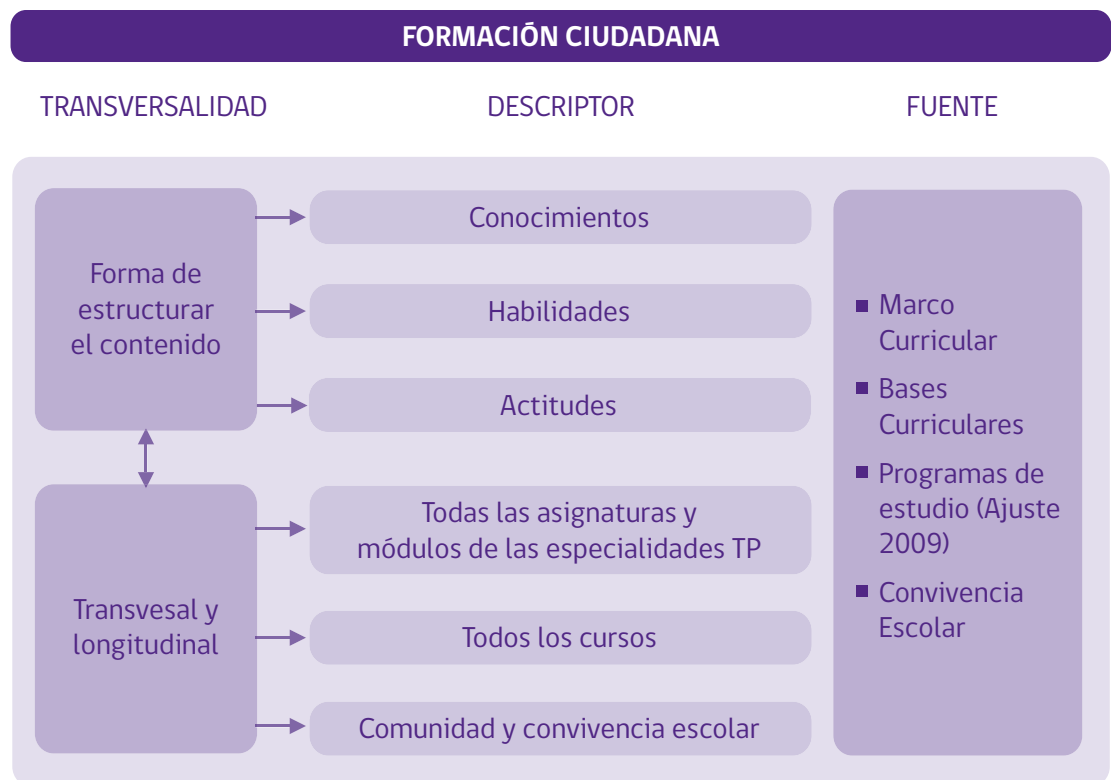 FORMACIÓN CIUDADANA
TRANSVERSALIDAD
DESCRIPTOR
FUENTE
Forma de
estructurar
el contenido
Conocimientos
Habilidades
Actitudes
Transvesal y
longitudinal
Todas las asignaturas y
módulos de las especialidades TP
Todos los cursos
Comunidad y convivencia escolar
Marco
Curricular
Bases
Curriculares
Programas de
estudio (Ajuste
2009)
Convivencia
Escolar